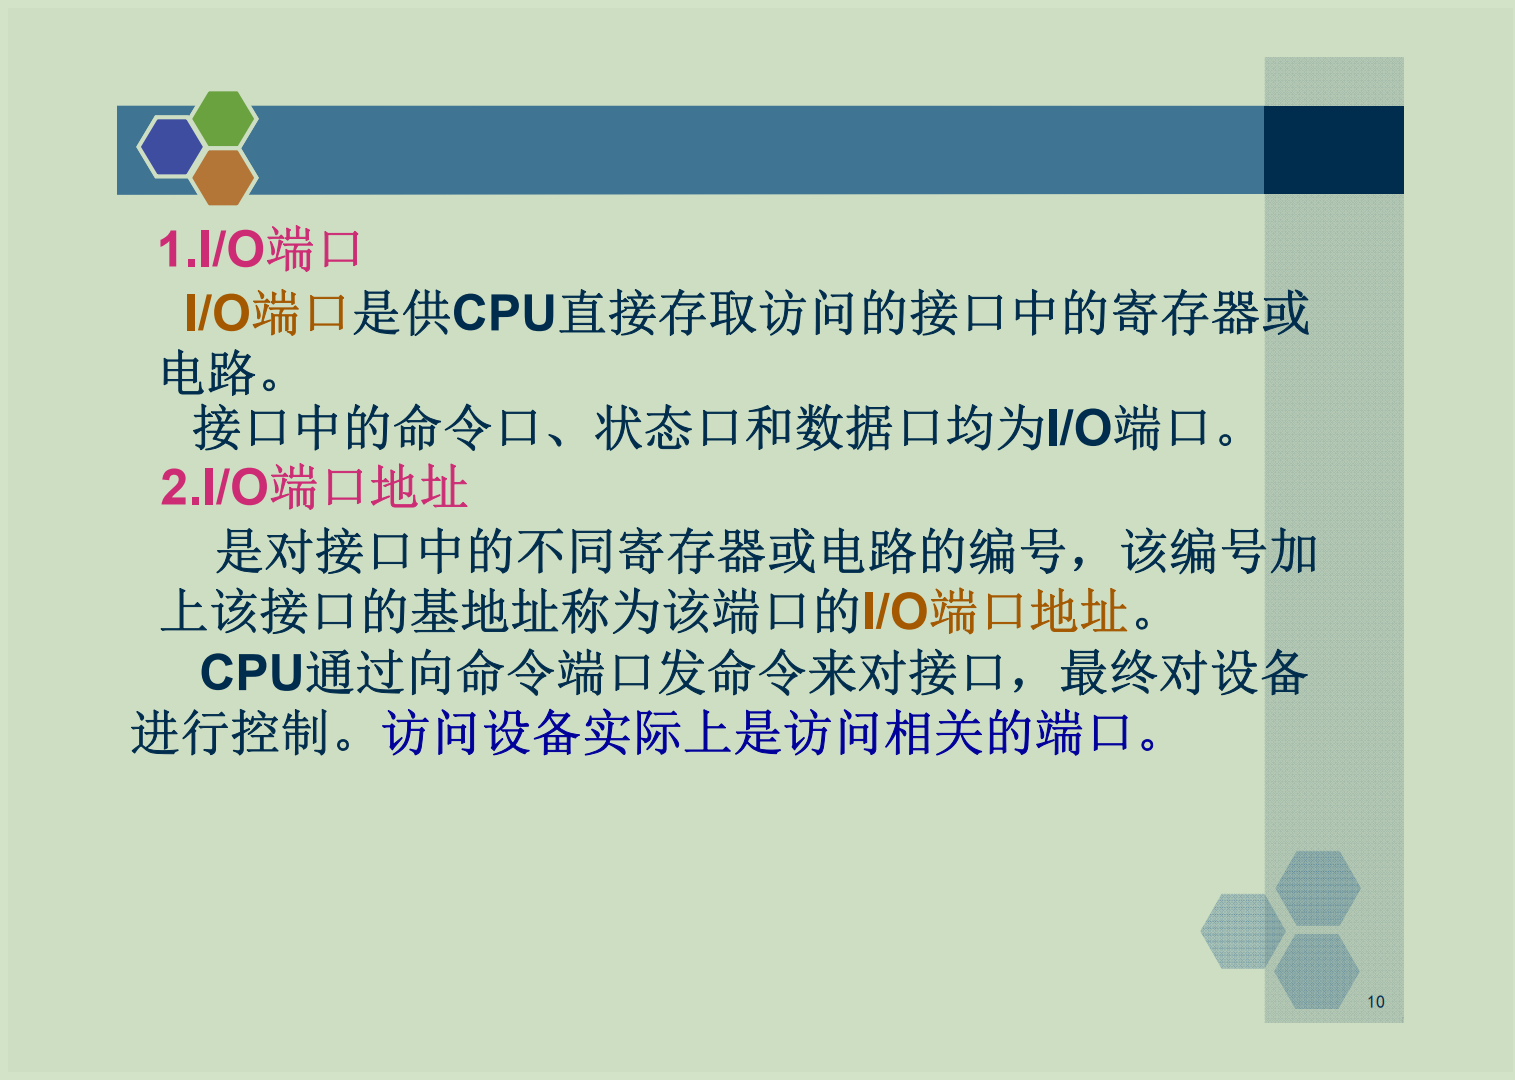 1.I/O端口
I/O端口是供CPU直接存取访问的接口中的寄存器或
电路。
接口中的命令口、状态口和数据口均为I/O端口。
2.I/O端口地址
是对接口中的不同寄存器或电路的编号，该编号加
上该接口的基地址称为该端口的I/O端口地址。
CPU通过向命令端口发命令来对接口，最终对设备
进行控制。访问设备实际上是访问相关的端口。
10